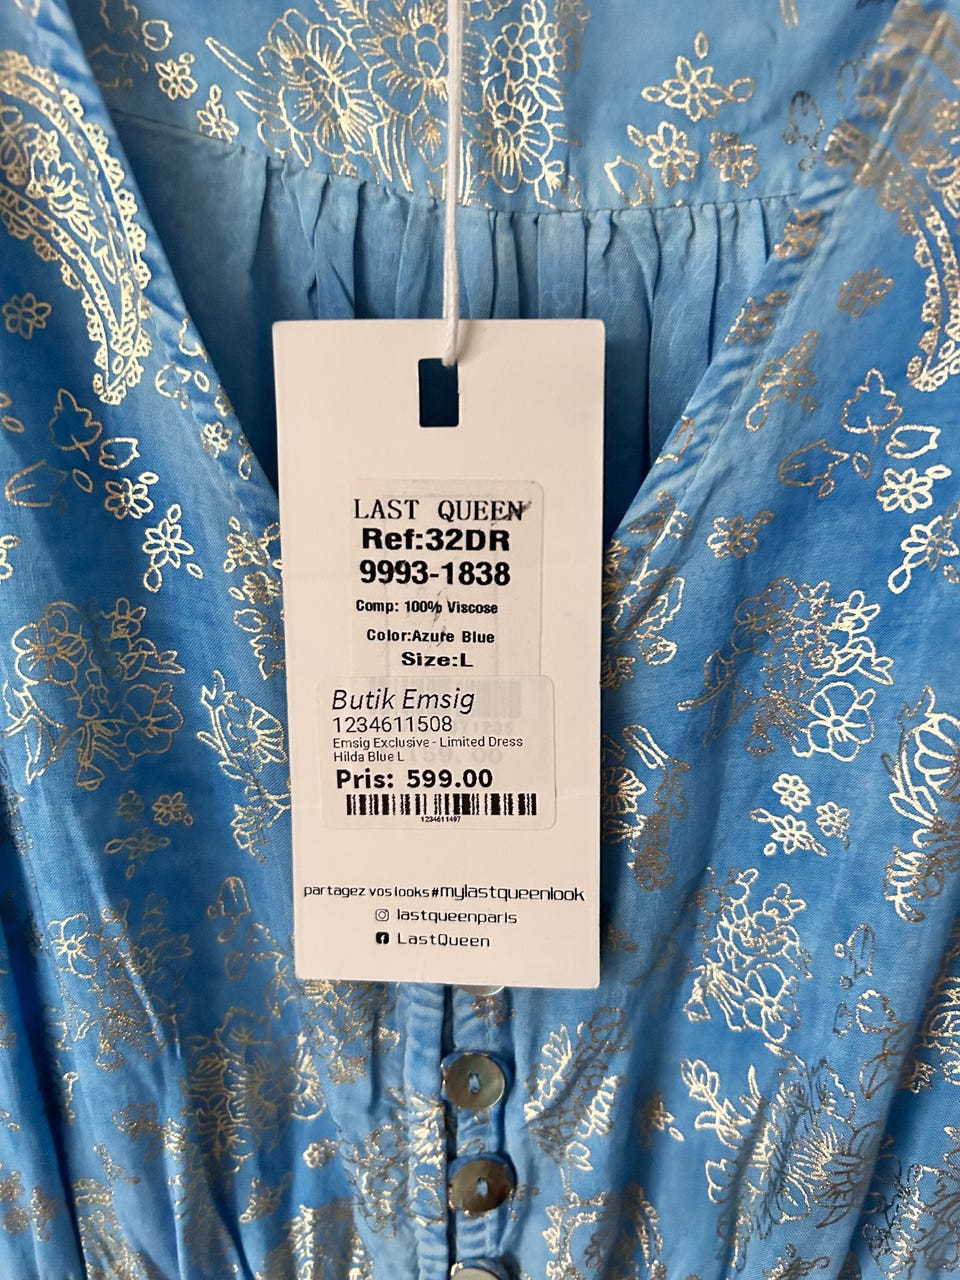 LAST QUEEN
Ref:32DR
9993-1838
Comp: 100% Viscose
Color:Azure Blue
Size:L
Butik Emsig
1234611508
Emsig Exclusive - Limited Dress
Hilda Blue L
Pris: 599.00
1234611497
partagez vos looks#mylastqueenlook
lastqueenparis
LastQueen